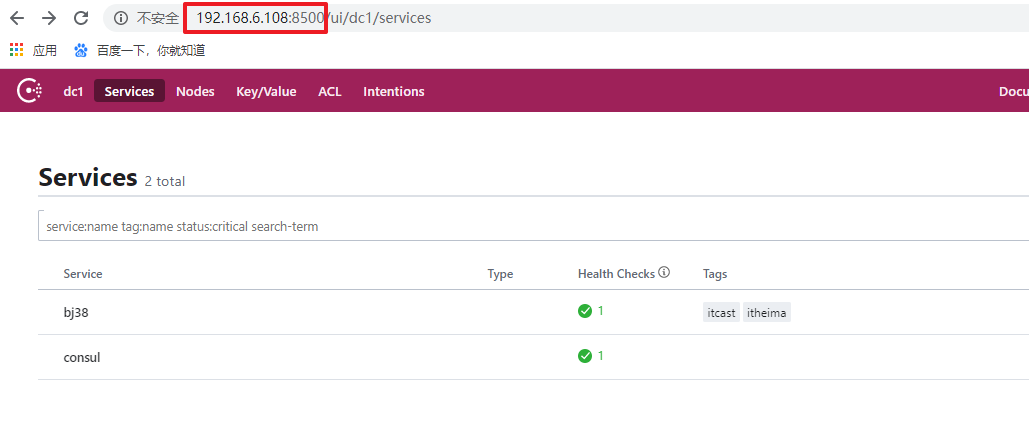 不安全 192.168.6.108:8500/ui/dc1/services
应用 百度一下，你就知道
dc1 Services Nodes Key/Value ACL Intentions Docu
Services 2 total
service:name tag:name status:critical search-term
Service Type Health Checks Tags
bj38 1 itcast itheima
consul 1